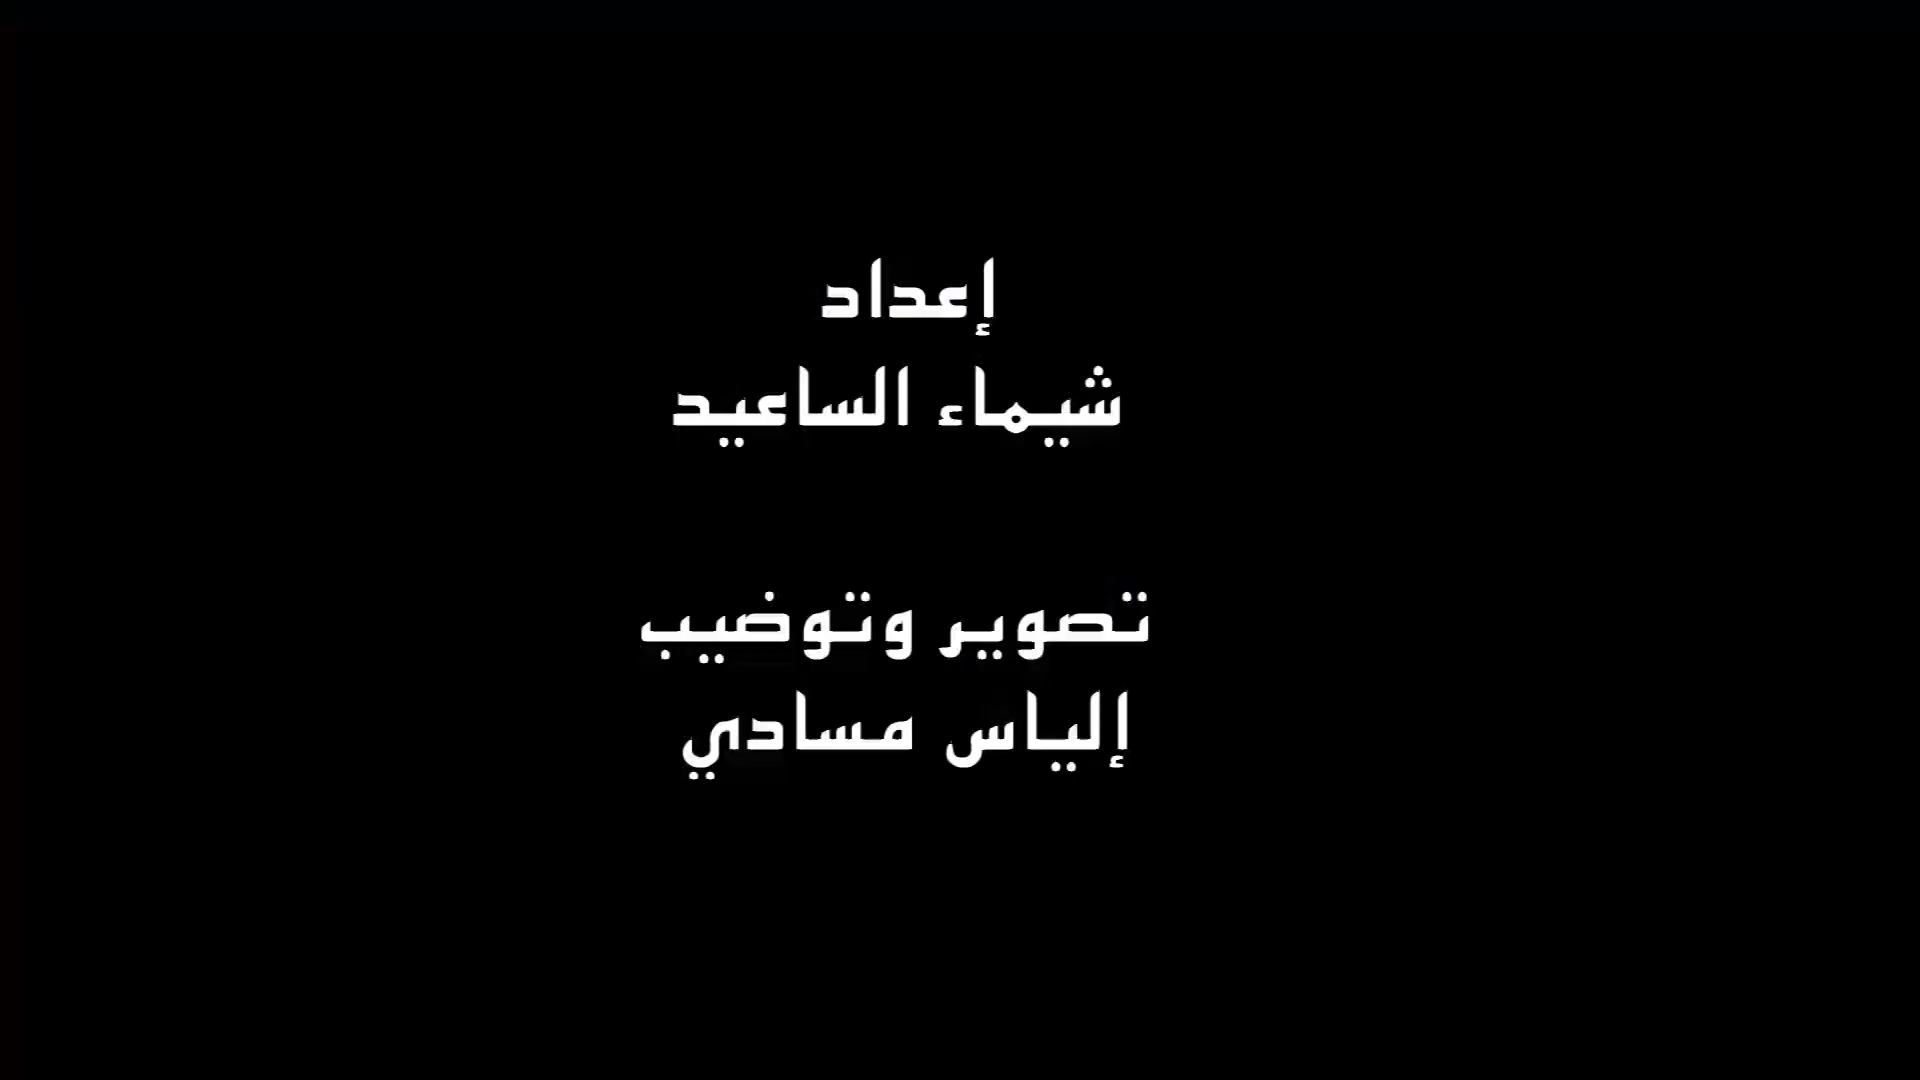 إعداد
شيماء الساعيد
تصوير وتوضيب
إلياس مسادي